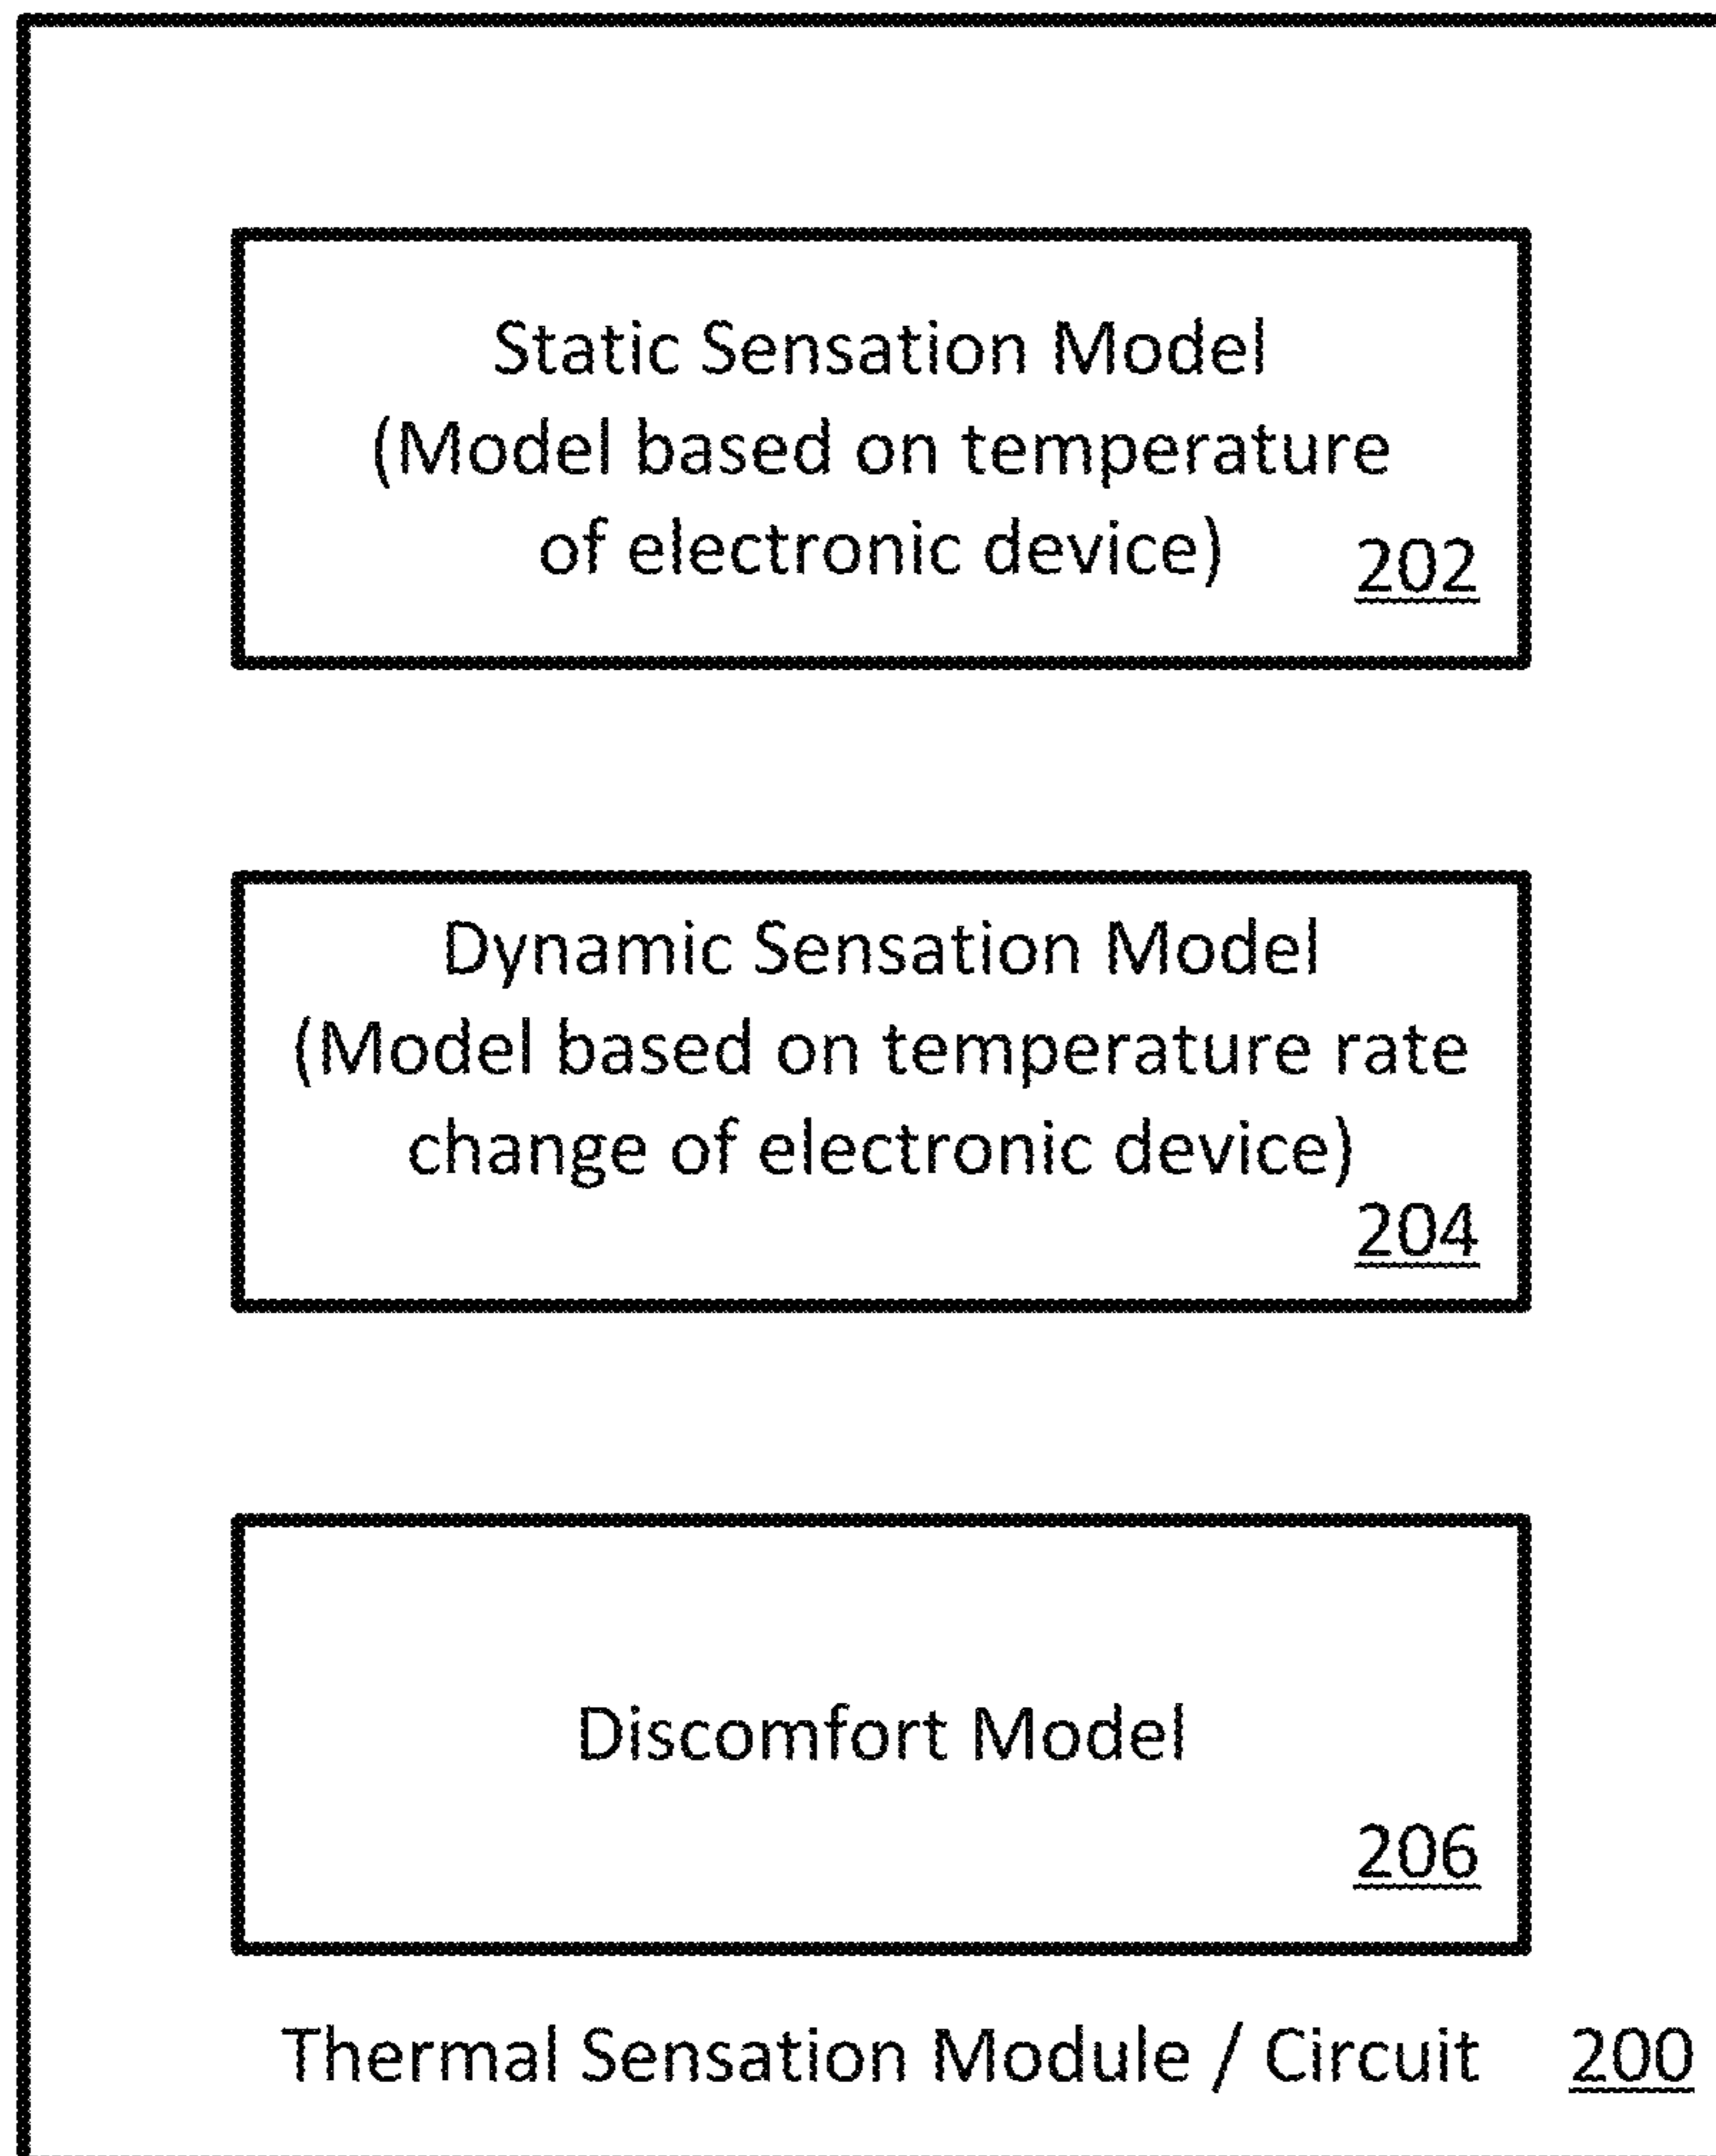 Static Sensation Model
(Model based on temperature
of electronic device)
202
Dynamic Sensation Model
(Model based on temperature rate
change of electronic device)
204
Discomfort Model
206
Thermal Sensation Module / Circuit 200